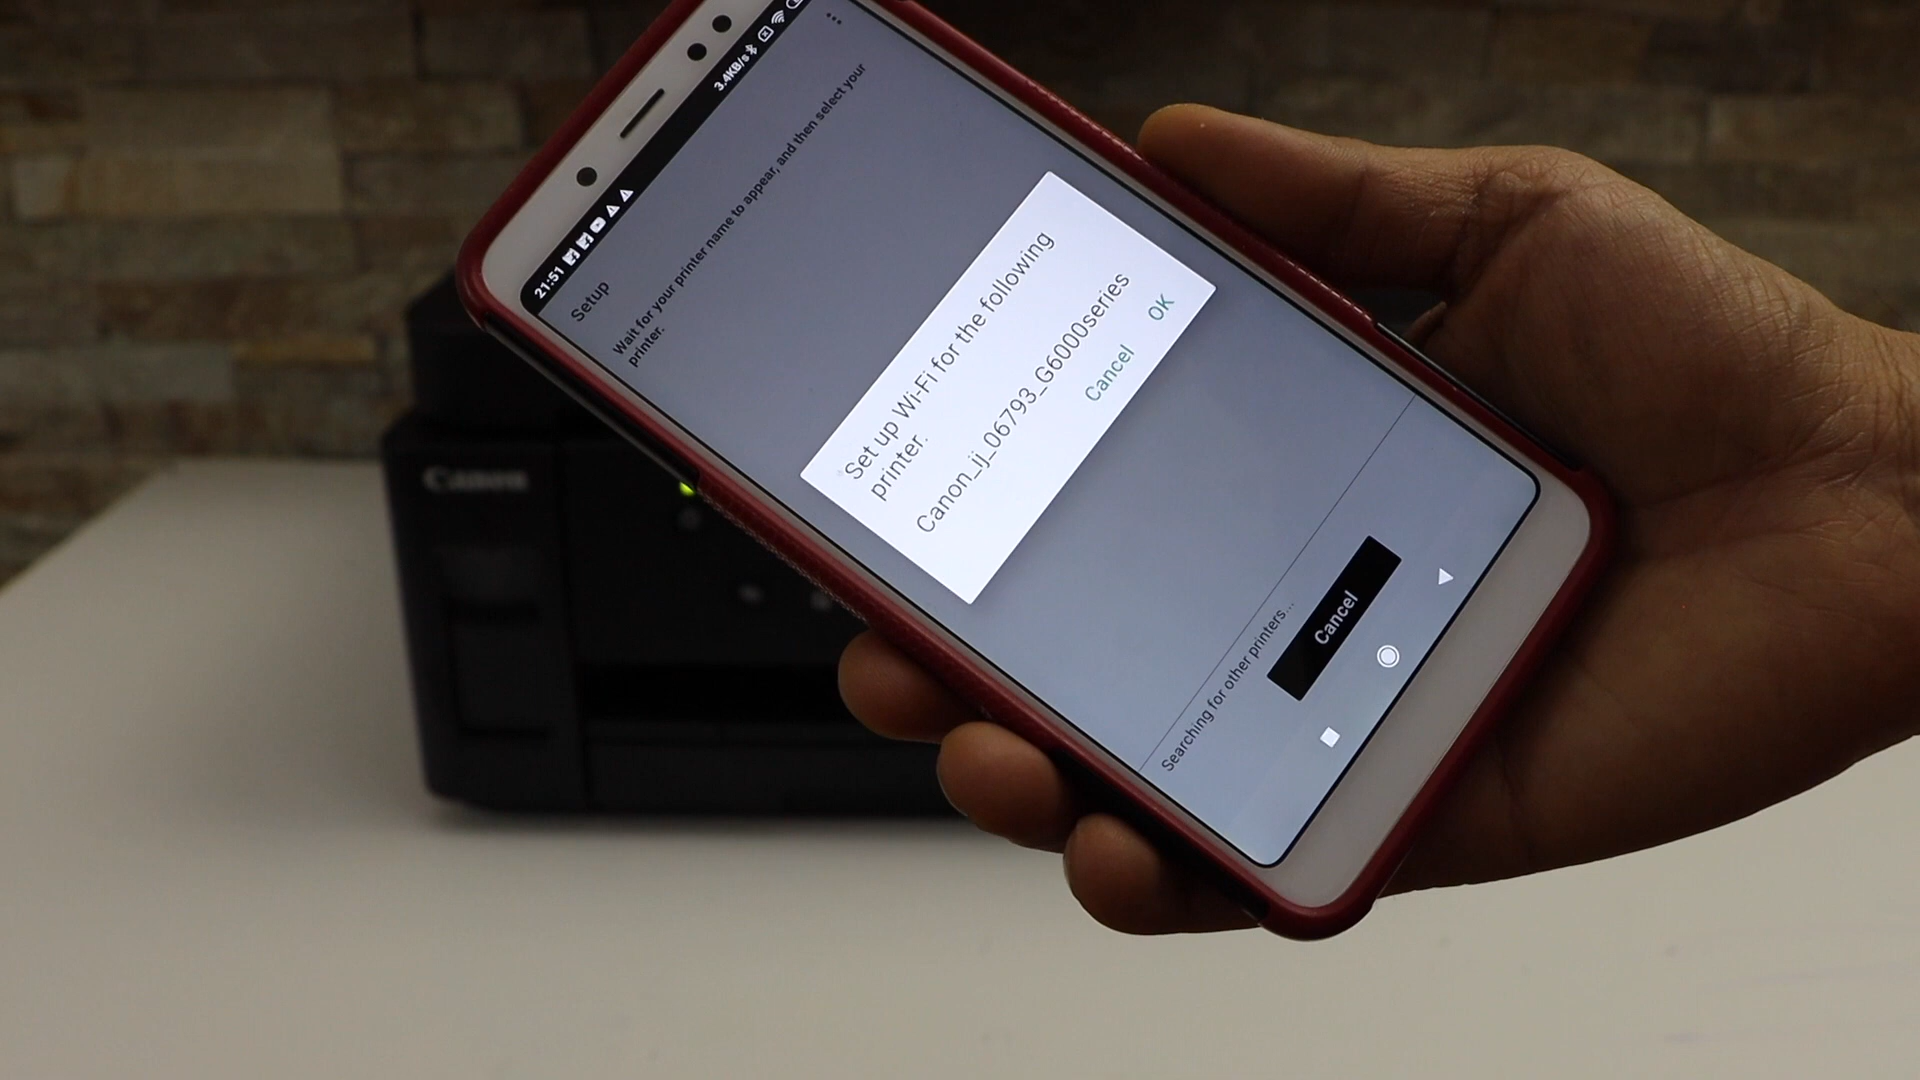 21:51
3.4KB/s
Setup
Wait for your printer name to appear, and then select your
printer.
Set up Wi-Fi for the following
printer.
Canon_ij_06793_G6000series
Cancel
OK
Searching for other printers...
Cancel
Canon